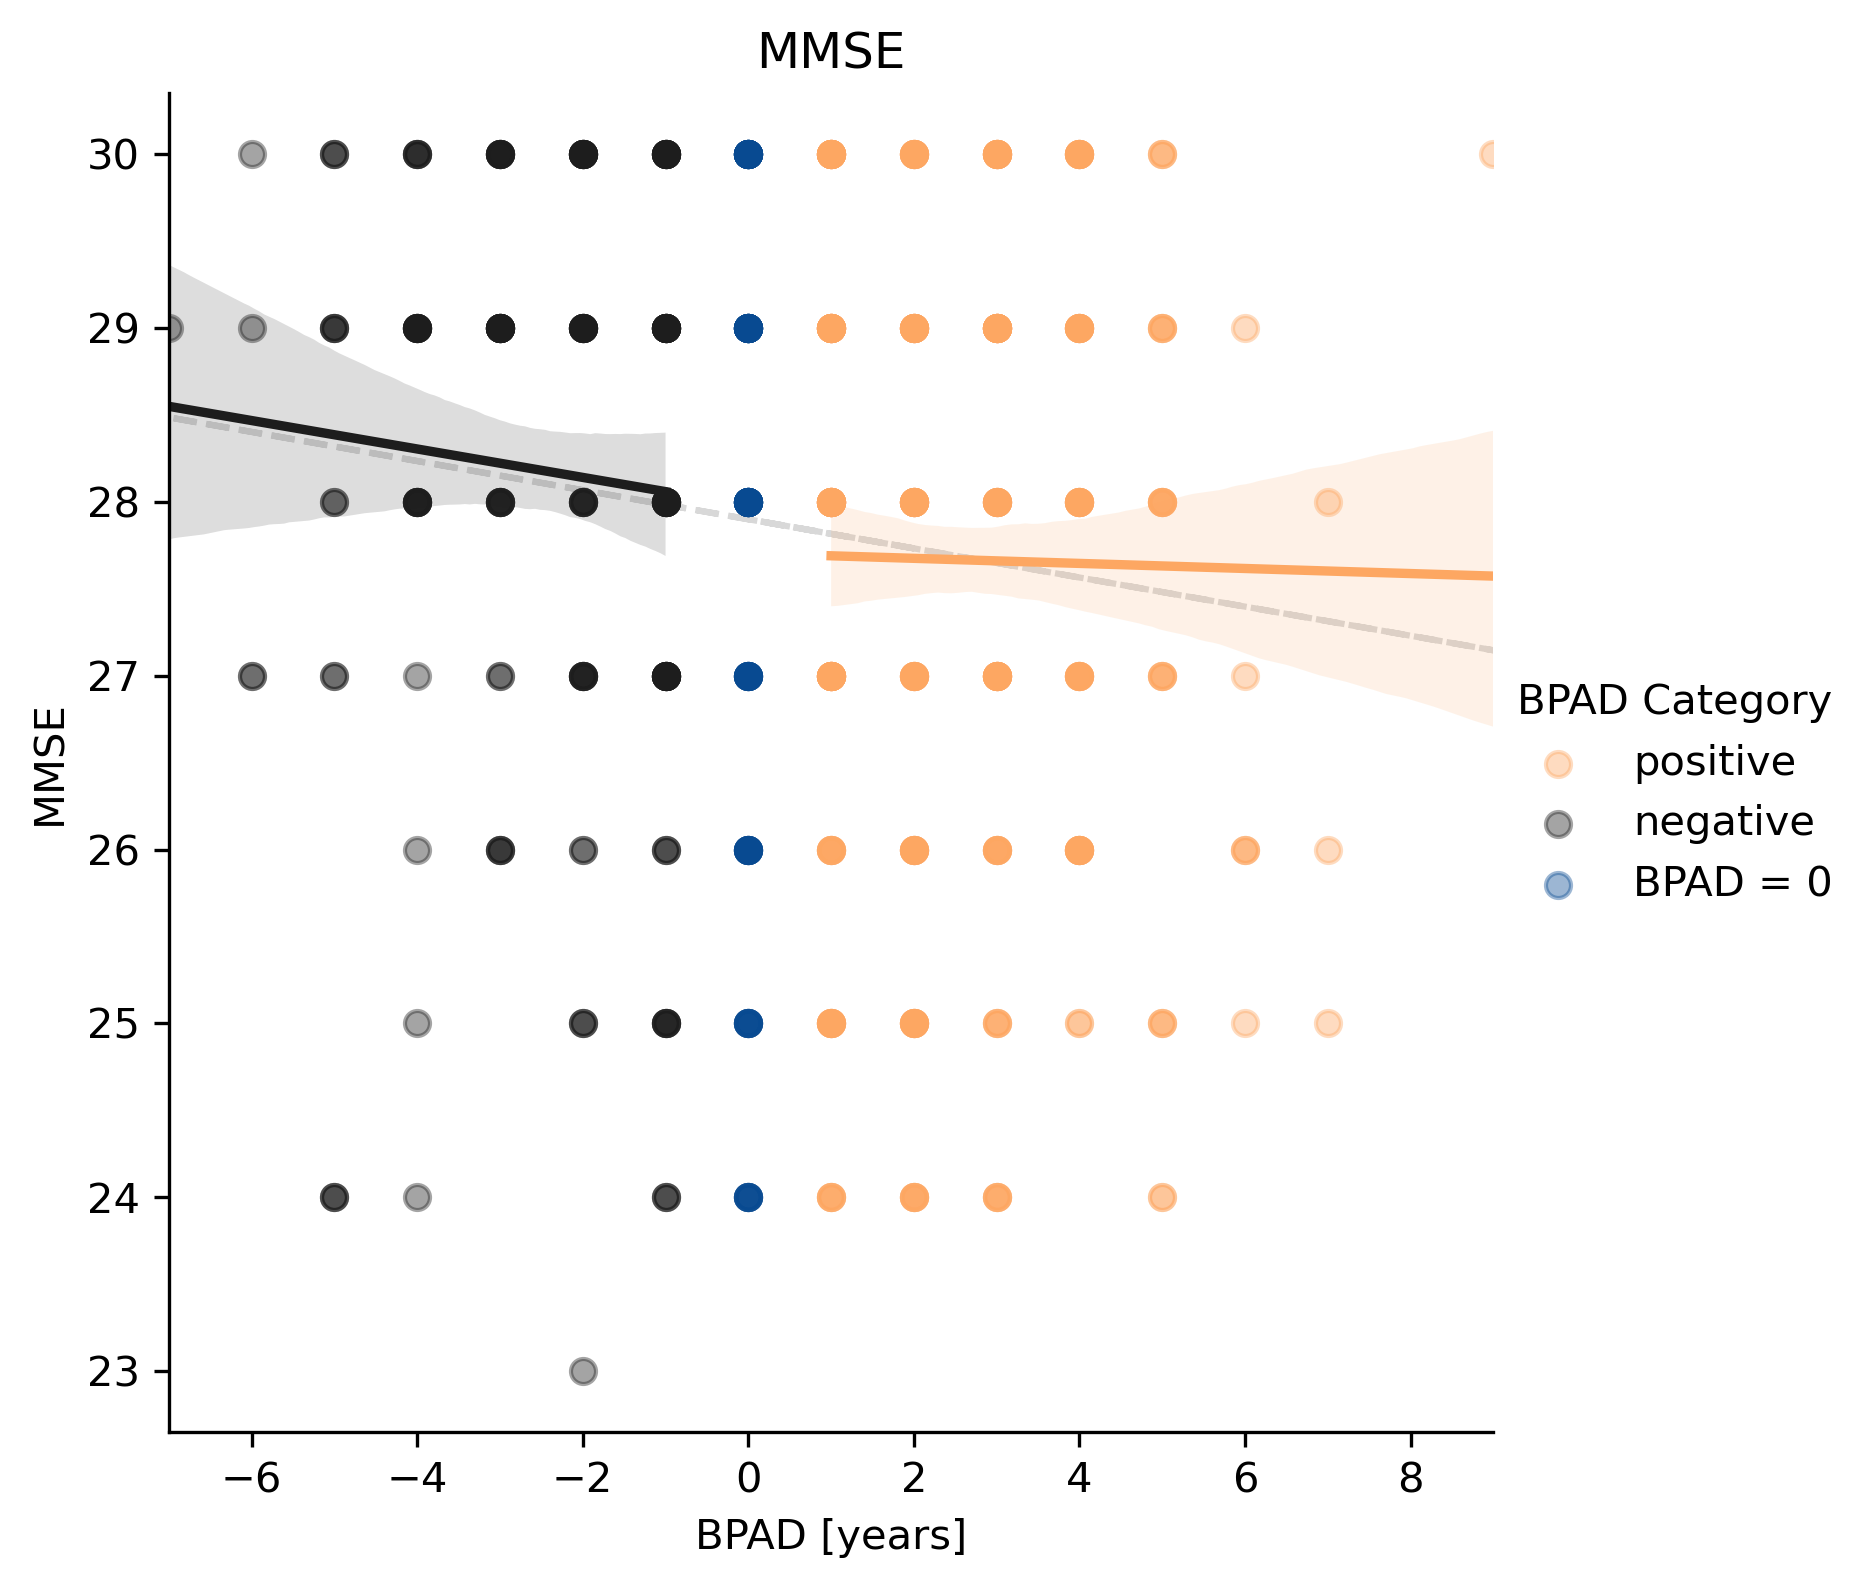 MMSE
30
29
28
27
26
25
24
23
MMSE
−6 −4 −2 0 2 4 6 8
BPAD [years]
BPAD Category
positive
negative
BPAD = 0